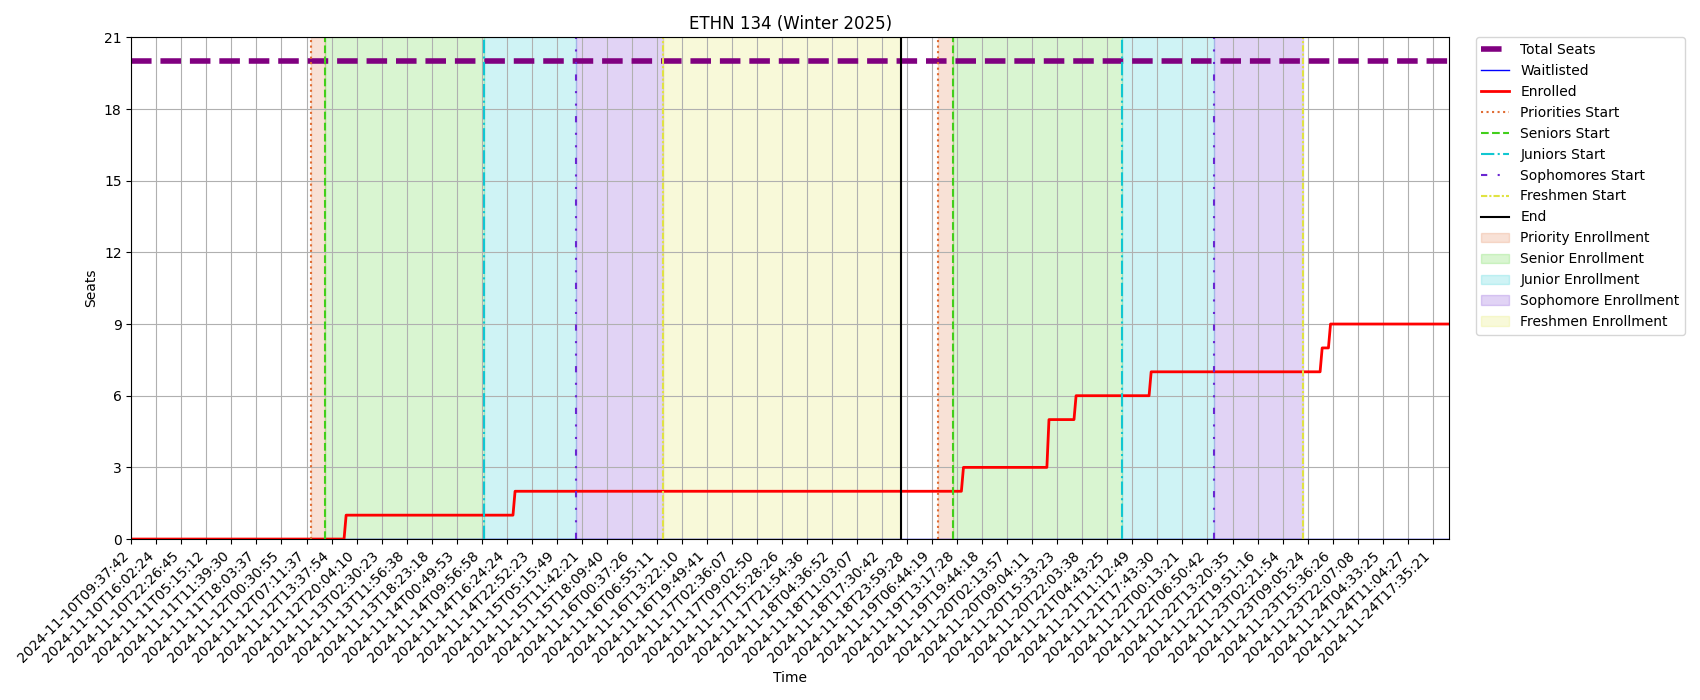 ETHN 134 (Winter 2025)
21
18
15
12
9
6
3
0
Seats
2024-11-10T09:37:42
2024-11-10T16:02:24
2024-11-10T22:26:45
2024-11-11T05:15:12
2024-11-11T11:39:30
2024-11-11T18:03:37
2024-11-12T00:30:55
2024-11-12T07:11:37
2024-11-12T13:37:54
2024-11-12T20:04:10
2024-11-13T02:30:23
2024-11-13T11:56:38
2024-11-13T18:23:18
2024-11-14T00:49:53
2024-11-14T09:56:58
2024-11-14T16:24:24
2024-11-14T22:52:23
2024-11-15T05:15:49
2024-11-15T11:42:21
2024-11-15T18:09:40
2024-11-16T00:37:26
2024-11-16T06:55:11
2024-11-16T13:22:10
2024-11-16T19:49:41
2024-11-17T02:36:07
2024-11-17T09:02:50
2024-11-17T15:28:26
2024-11-17T21:54:36
2024-11-18T04:36:52
2024-11-18T11:03:07
2024-11-18T17:30:42
2024-11-18T23:59:28
2024-11-19T06:44:19
2024-11-19T13:17:28
2024-11-19T19:44:18
2024-11-20T02:13:57
2024-11-20T09:04:11
2024-11-20T15:33:23
2024-11-20T22:03:38
2024-11-21T04:43:25
2024-11-21T11:12:49
2024-11-21T17:43:30
2024-11-22T00:13:21
2024-11-22T06:50:42
2024-11-22T13:20:35
2024-11-22T19:51:16
2024-11-23T02:21:54
2024-11-23T09:05:24
2024-11-23T15:36:26
2024-11-23T22:07:08
2024-11-24T04:33:25
2024-11-24T11:04:27
2024-11-24T17:35:21
Time
Total Seats
Waitlisted
Enrolled
Priorities Start
Seniors Start
Juniors Start
Sophomores Start
Freshmen Start
End
Priority Enrollment
Senior Enrollment
Junior Enrollment
Sophomore Enrollment
Freshmen Enrollment